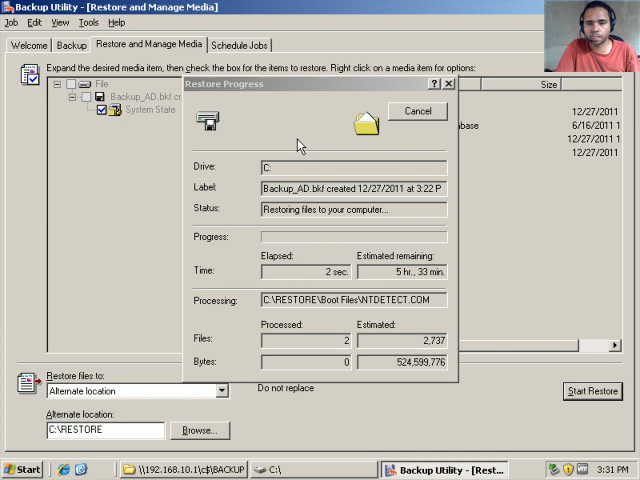 Backup Utility - [Restore and Manage Media]
Job Edit View Tools Help
Welcome Backup Restore and Manage Media Schedule Jobs
Expand the desired media item, then check the box for the items to restore. Right click on a media item for options:
File
Backup_AD.bkf cr
System State
Size
12/27/2011
abase 6/16/2011 1
12/27/2011 1
12/27/2011
Restore Progress
Cancel
Drive: C:
Label: Backup_AD.bkf created 12/27/2011 at 3:22 P
Status: Restoring files to your computer...
Progress:
Elapsed: Estimated remaining:
Time: 2 sec. 5 hr., 33 min.
Processing: C:\RESTORE\Boot Files\NTDETECT.COM
Processed: Estimated:
Files: 2 2,737
Bytes: 0 524,599,776
Restore files to:
Alternate location
Do not replace
Start Restore
Alternate location:
C:\RESTORE
Browse...
Start \\192.168.10.1\c$\BACKUP C:\ Backup Utility - [Rest... 3:31 PM